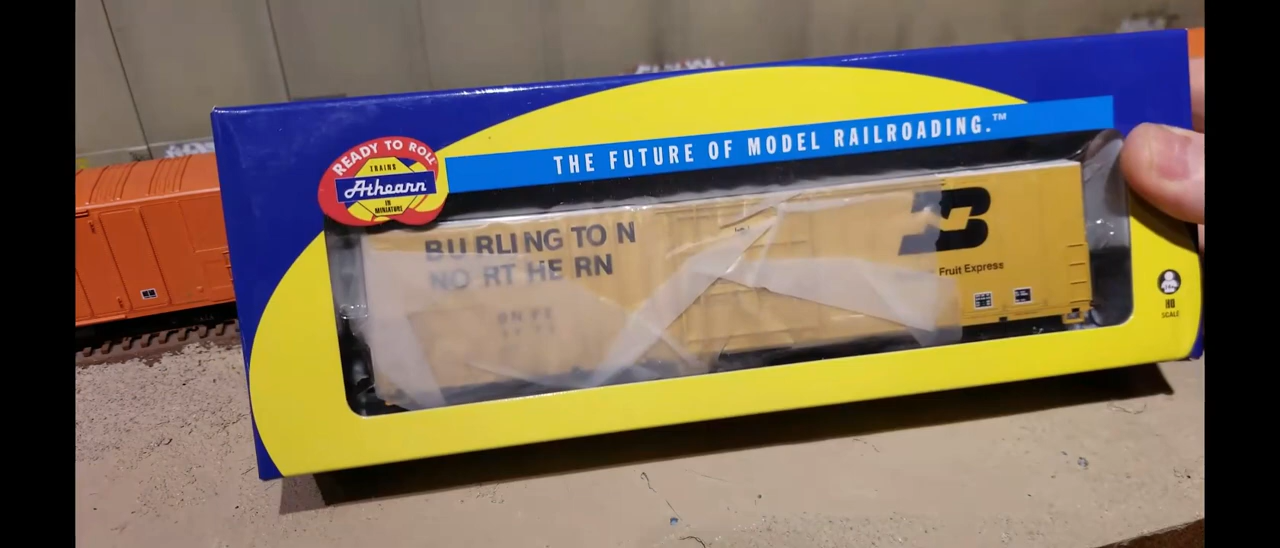 READY TO ROLL
TRAINS
Athearn
IN
MINIATURE
THE FUTURE OF MODEL RAILROADING.™
BURLINGTON
NORTHERN
Fruit Express
HO
SCALE